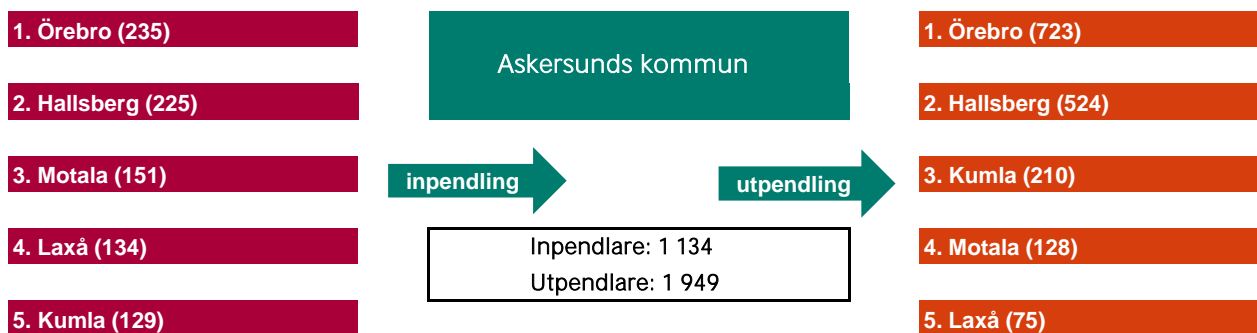 1. Örebro (235)
2. Hallsberg (225)
3. Motala (151)
4. Laxå (134)
5. Kumla (129)
Askersunds kommun
inpendling
utpendling
Inpendlare: 1 134
Utpendlare: 1 949
1. Örebro (723)
2. Hallsberg (524)
3. Kumla (210)
4. Motala (128)
5. Laxå (75)